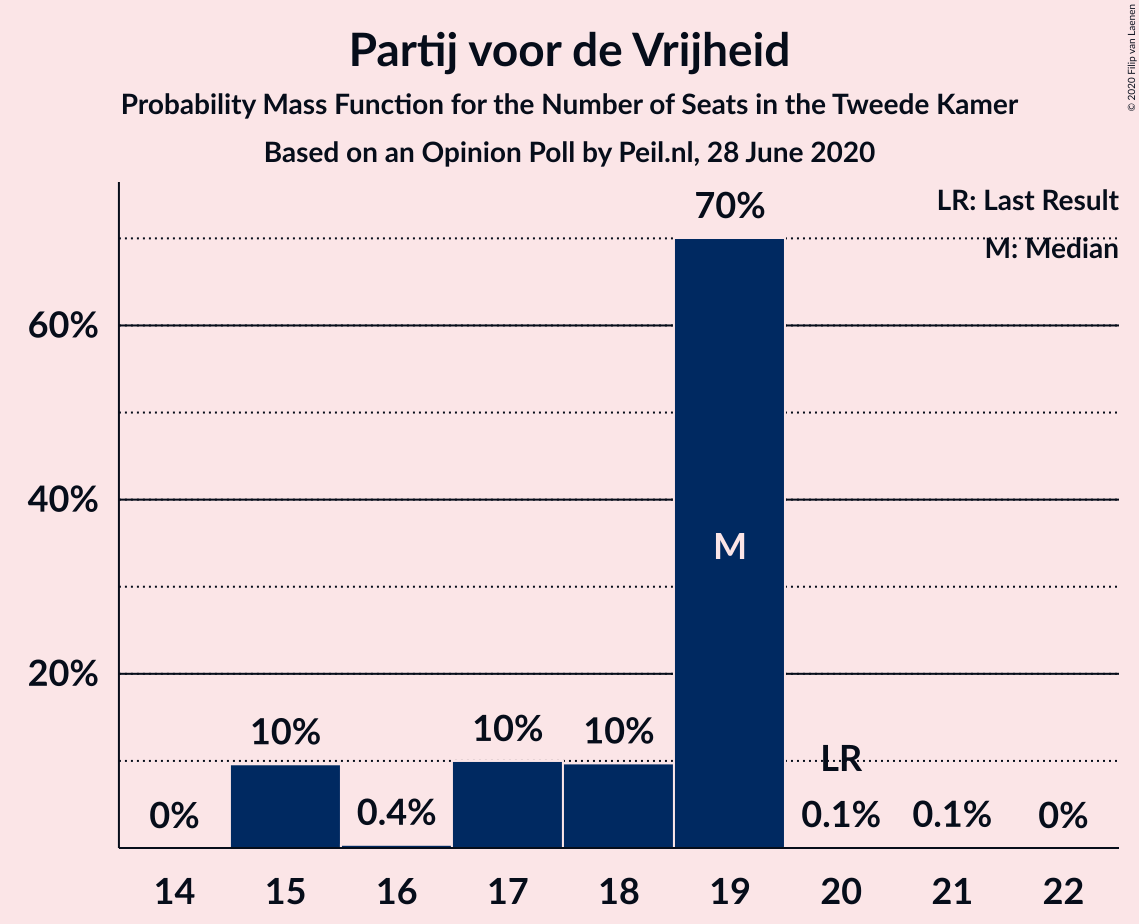 Partij voor de Vrijheid
Probability Mass Function for the Number of Seats in the Tweede Kamer
Based on an Opinion Poll by Peil.nl, 28 June 2020
© 2020 Filip van Laenen
LR: Last Result
M: Median
70%
60%
40%
20%
M
10%
10%
10%
LR
0%
0.4%
0.1%
0.1%
0%
14 15 16 17 18 19 20 21 22